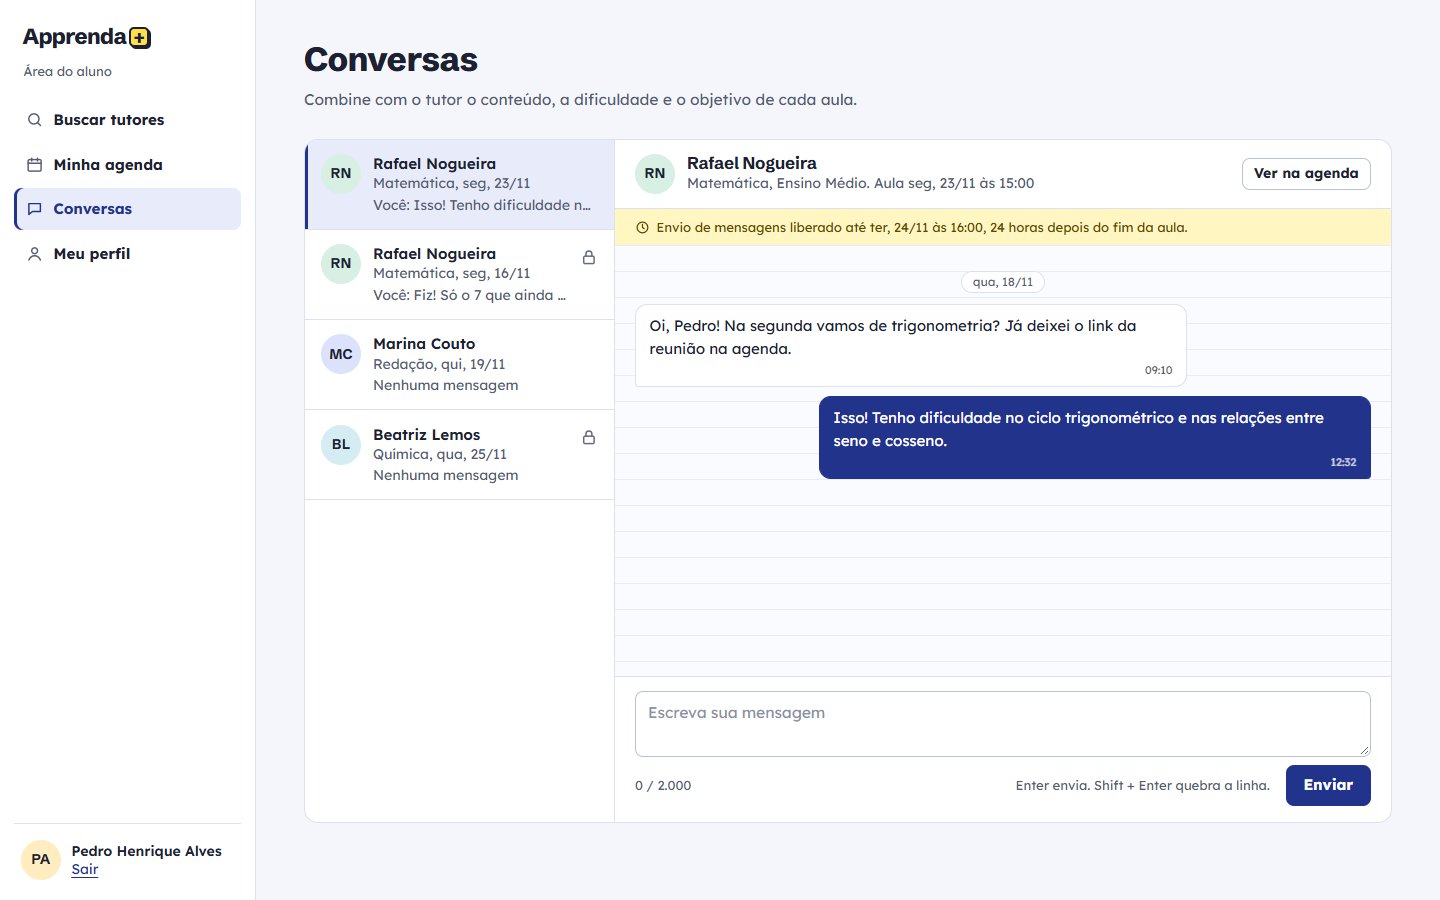 Apprenda+
Área do aluno
Buscar tutores
Minha agenda
Conversas
Meu perfil
PA
Pedro Henrique Alves
Sair
Conversas
Combine com o tutor o conteúdo, a dificuldade e o objetivo de cada aula.
RN
Rafael Nogueira
Matemática, seg, 23/11
Você: Isso! Tenho dificuldade n…
RN
Rafael Nogueira
Matemática, seg, 16/11
Você: Fiz! Só o 7 que ainda …
MC
Marina Couto
Redação, qui, 19/11
Nenhuma mensagem
BL
Beatriz Lemos
Química, qua, 25/11
Nenhuma mensagem
RN
Rafael Nogueira
Matemática, Ensino Médio. Aula seg, 23/11 às 15:00
Ver na agenda
Envio de mensagens liberado até ter, 24/11 às 16:00, 24 horas depois do fim da aula.
qua, 18/11
Oi, Pedro! Na segunda vamos de trigonometria? Já deixei o link da
reunião na agenda.
09:10
Isso! Tenho dificuldade no ciclo trigonométrico e nas relações entre
seno e cosseno.
12:32
Escreva sua mensagem
0 / 2.000
Enter envia. Shift + Enter quebra a linha.
Enviar